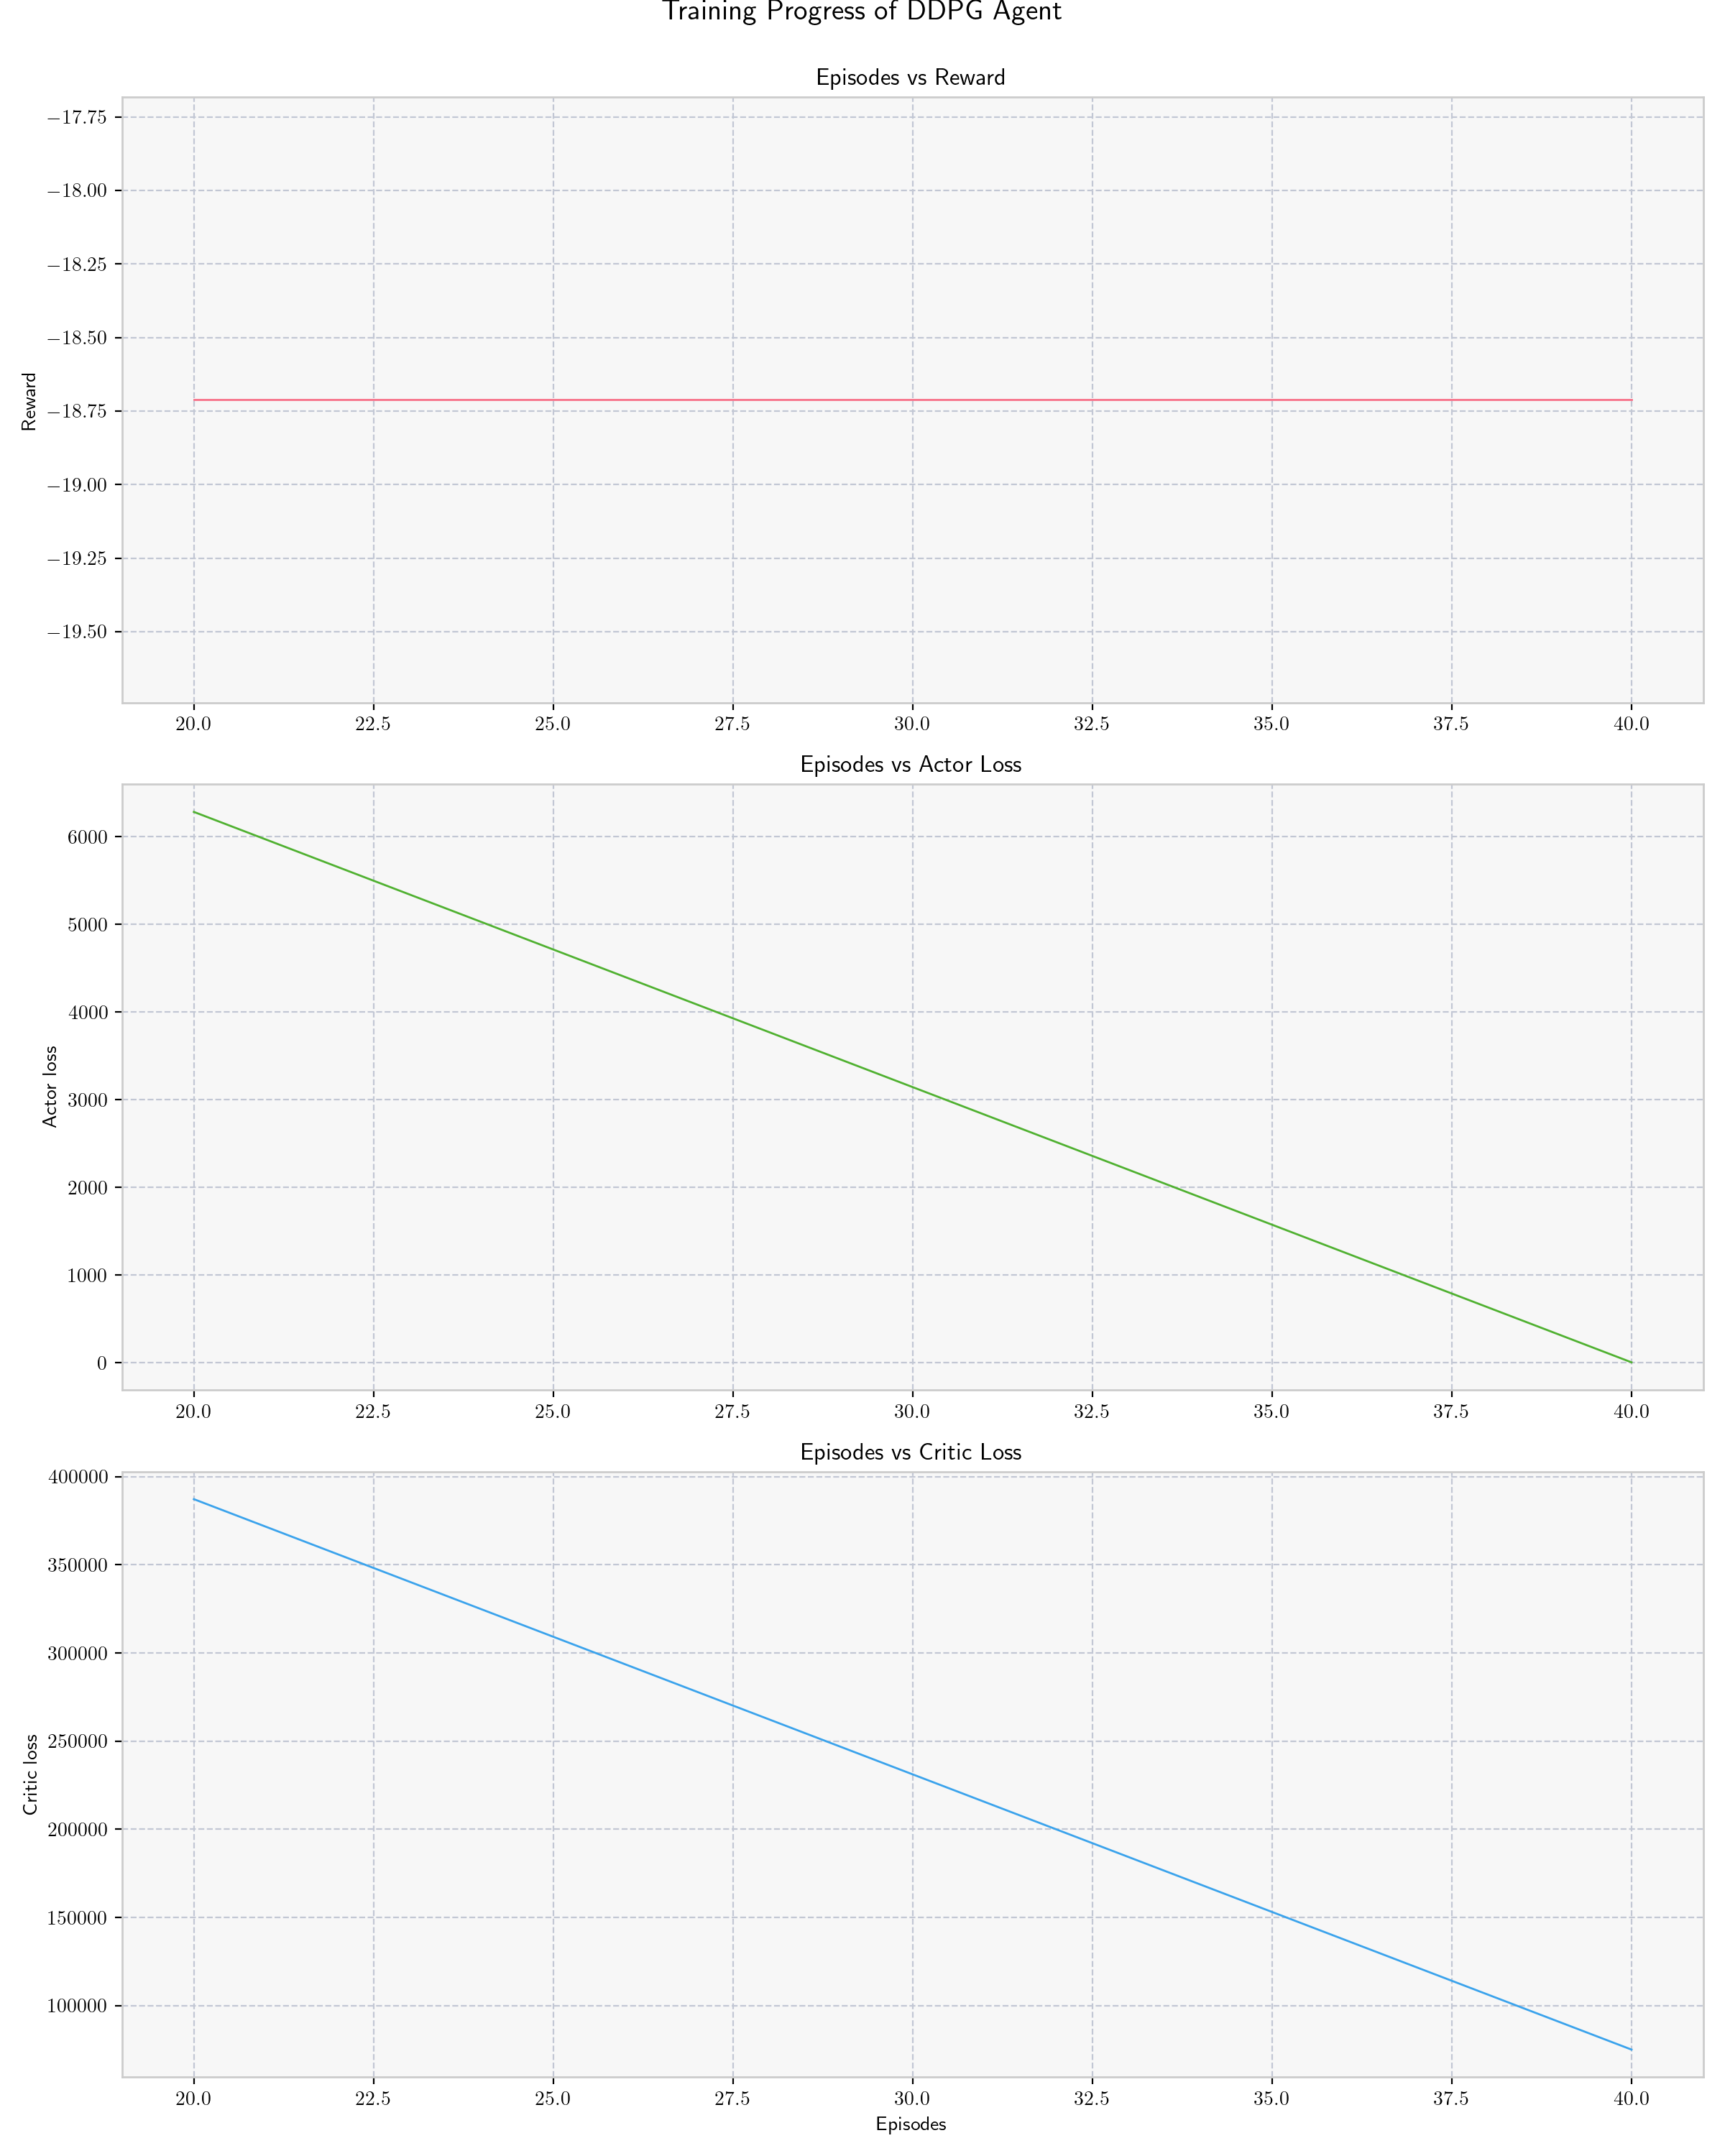 Training Progress of DDPG Agent
Episodes vs Reward
−17.75
−18.00
−18.25
−18.50
−18.75
−19.00
−19.25
−19.50
Reward
20.0 22.5 25.0 27.5 30.0 32.5 35.0 37.5 40.0
Episodes vs Actor Loss
6000
5000
4000
3000
2000
1000
0
Actor loss
20.0 22.5 25.0 27.5 30.0 32.5 35.0 37.5 40.0
Episodes vs Critic Loss
400000
350000
300000
250000
200000
150000
100000
Critic loss
20.0 22.5 25.0 27.5 30.0 32.5 35.0 37.5 40.0
Episodes